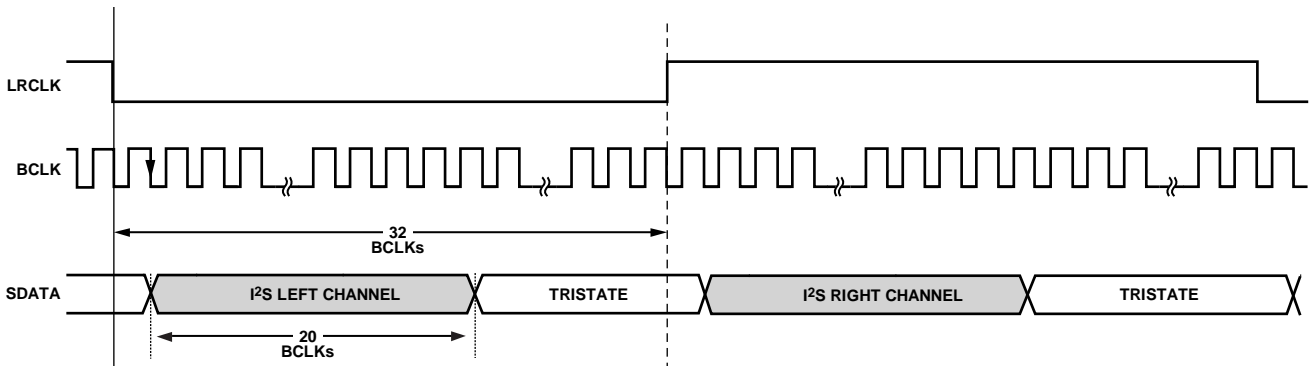 LRCLK
BCLK
32
BCLKs
SDATA
I²S LEFT CHANNEL
TRISTATE
I²S RIGHT CHANNEL
TRISTATE
20
BCLKs